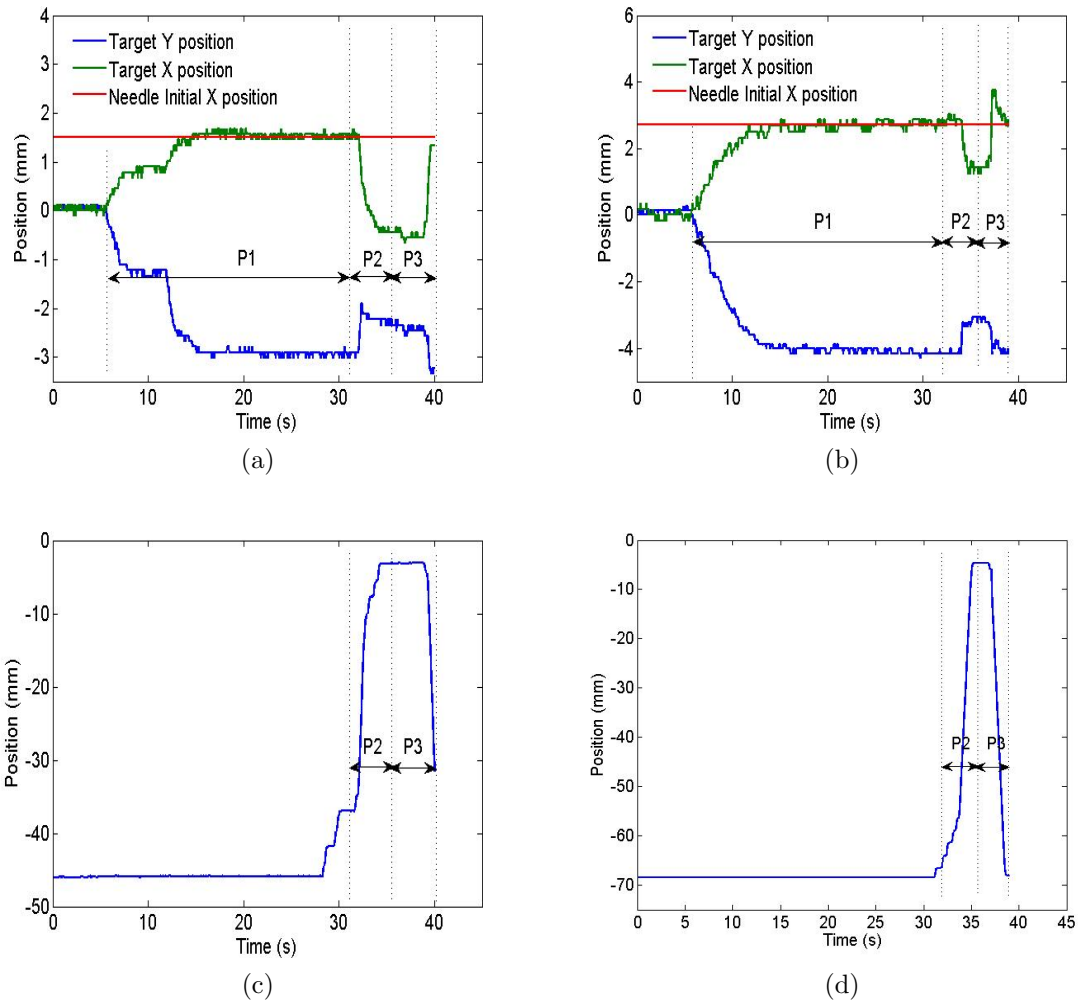 4
3
2
1
0
-1
-2
-3
Position (mm)
Target Y position
Target X position
Needle Initial X position
P1
P2
P3
0
10
20
30
40
Time (s)
(a)
6
4
2
0
-2
-4
Position (mm)
Target Y position
Target X position
Needle Initial X position
P1
P2
P3
0
10
20
30
40
Time (s)
(b)
0
-10
-20
-30
-40
-50
Position (mm)
P2
P3
0
10
20
30
40
Time (s)
(c)
0
-10
-20
-30
-40
-50
-60
-70
Position (mm)
P2
P3
0
5
10
15
20
25
30
35
40
45
Time (s)
(d)